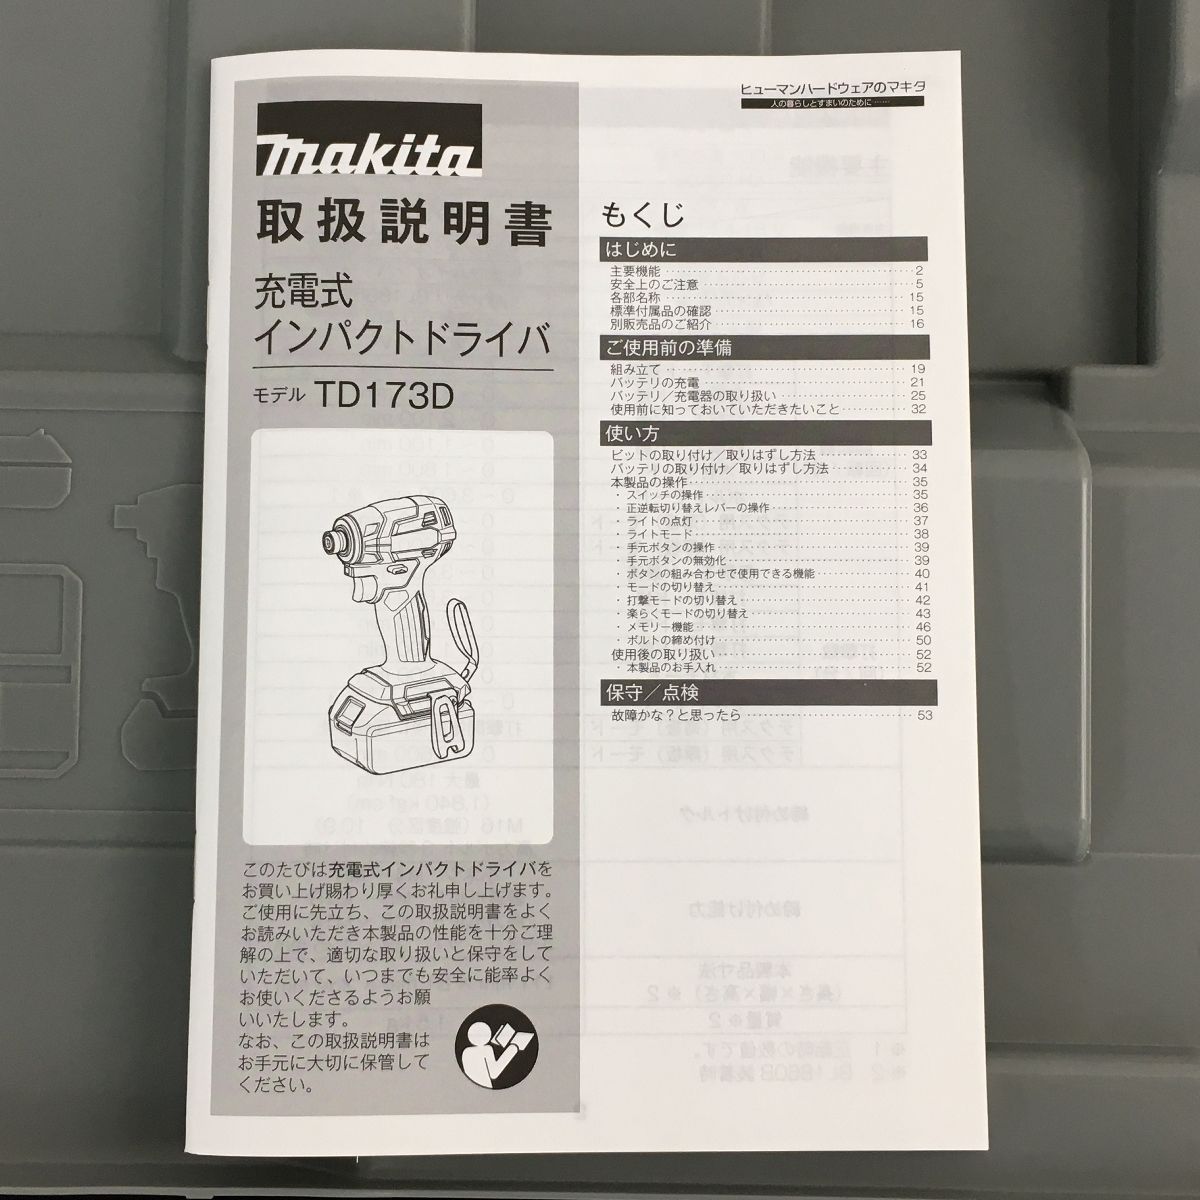 makita
取扱説明書
充電式
インパクトドライバ
モデル TD173D
このたびは充電式インパクトドライバを
お買い上げ賜わり厚くお礼申し上げます。
ご使用に先立ち、この取扱説明書をよく
お読みいただき本製品の性能を十分ご理
解の上で、適切な取り扱いと保守をして
いただいて、いつまでも安全に能率よく
お使いくださるようお願
いいたします。
なお、この取扱説明書は
お手元に大切に保管して
ください。
ヒューマンハードウェアのマキタ
人の暮らしとすまいのために……
もくじ
はじめに
主要機能 2
安全上のご注意 5
各部名称 15
標準付属品の確認 15
別販売品のご紹介 16
ご使用前の準備
組み立て 19
バッテリの充電 21
バッテリ／充電器の取り扱い 25
使用前に知っておいていただきたいこと 32
使い方
ビットの取り付け／取りはずし方法 33
バッテリの取り付け／取りはずし方法 34
本製品の操作 35
・スイッチの操作 35
・正逆転切り替えレバーの操作 36
・ライトの点灯 37
・ライトモード 38
・手元ボタンの操作 39
・手元ボタンの無効化 39
・ボタンの組み合わせで使用できる機能 40
・モードの切り替え 41
・打撃モードの切り替え 42
・楽らくモードの切り替え 43
・メモリー機能 46
・ボルトの締め付け 50
使用後の取り扱い 52
・本製品のお手入れ 52
保守／点検
故障かな？と思ったら 53